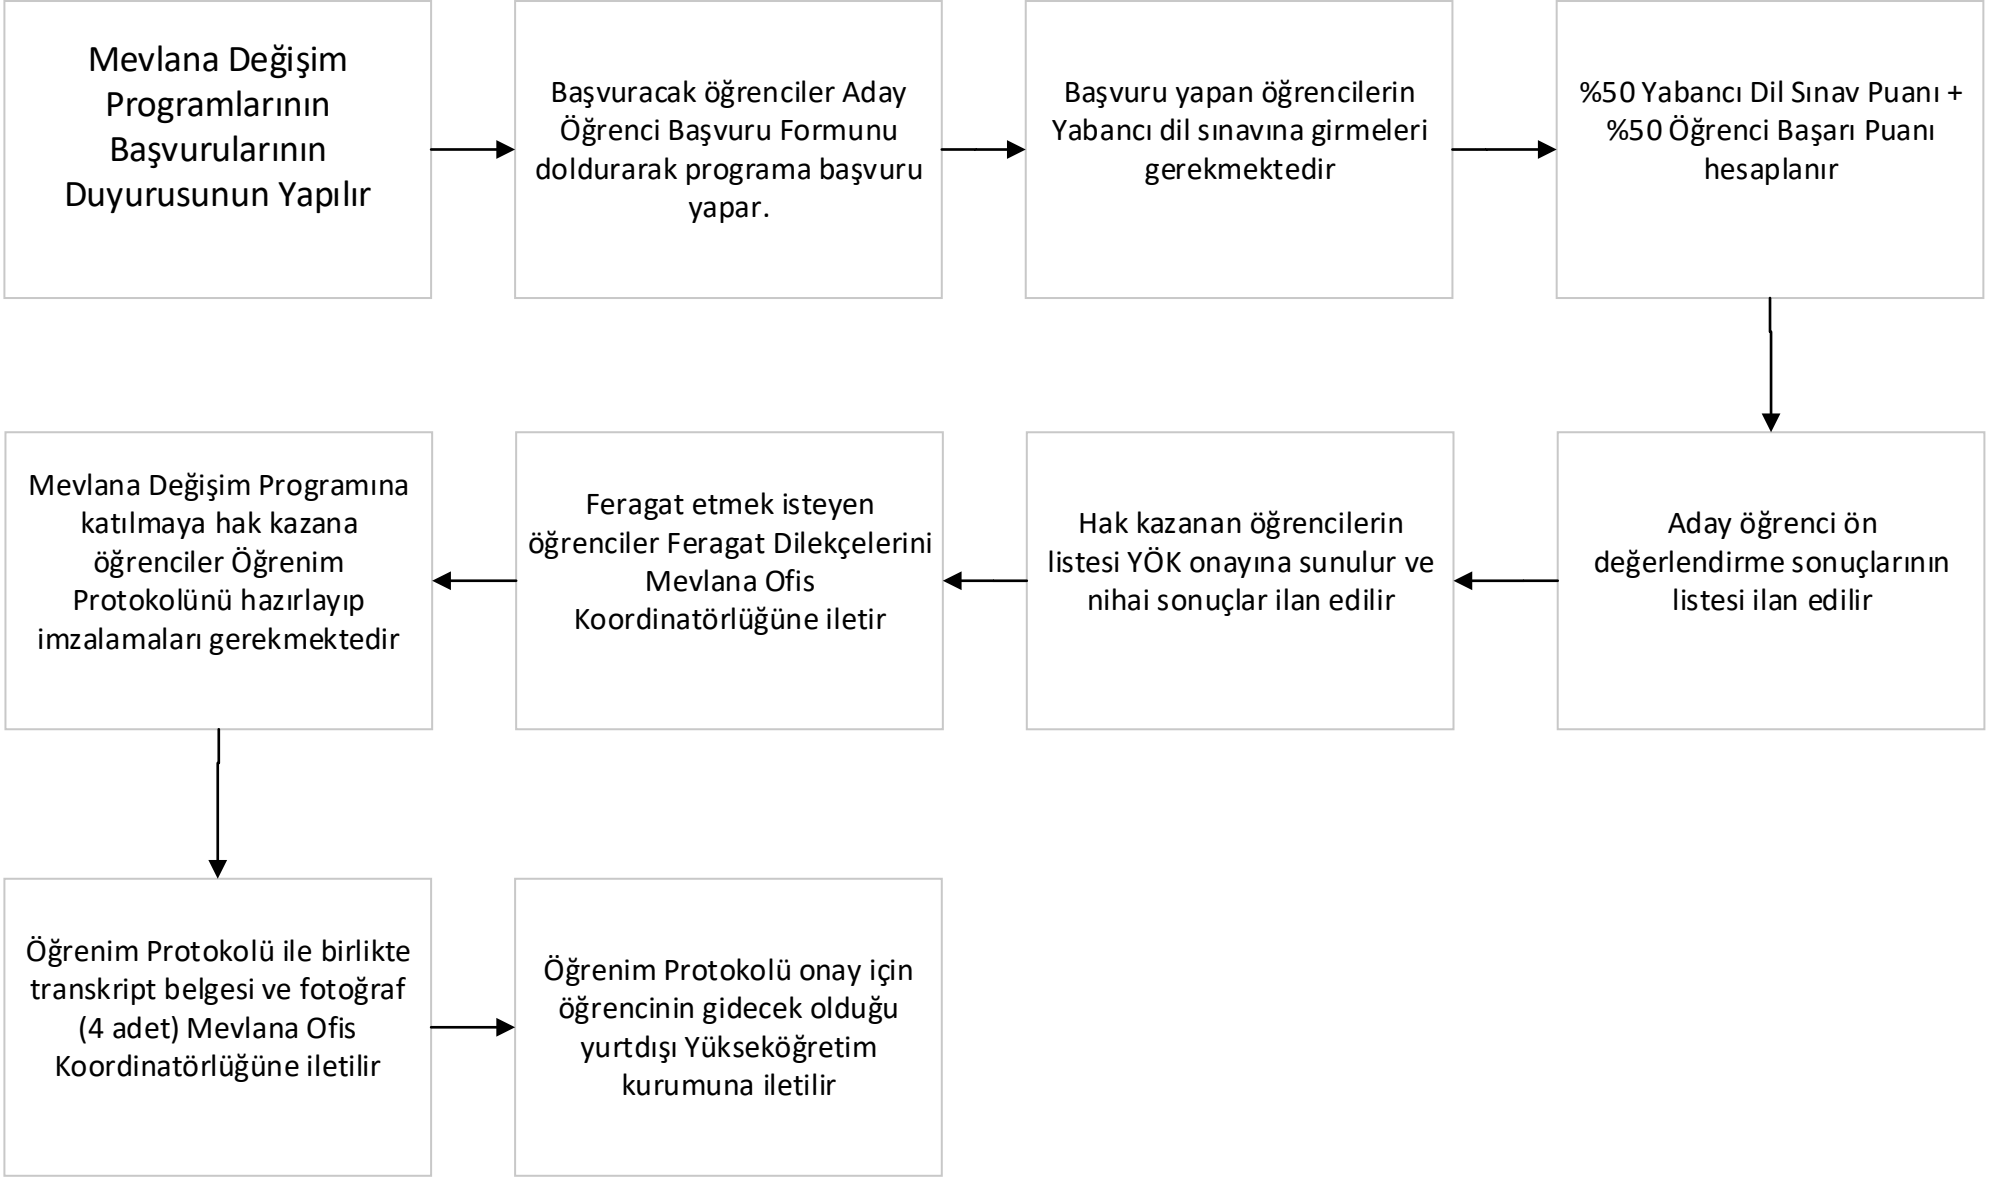 Mevlana Değişim
Programlarının
Başvurularının
Duyurusunun Yapılır
Başvuracak öğrenciler Aday
Öğrenci Başvuru Formunu
doldurarak programa başvuru
yapar.
Başvuru yapan öğrencilerin
Yabancı dil sınavına girmeleri
gerekmektedir
%50 Yabancı Dil Sınav Puanı +
%50 Öğrenci Başarı Puanı
hesaplanır
Aday öğrenci ön
değerlendirme sonuçlarının
listesi ilan edilir
Hak kazanan öğrencilerin
listesi YÖK onayına sunulur ve
nihai sonuçlar ilan edilir
Feragat etmek isteyen
öğrenciler Feragat Dilekçelerini
Mevlana Ofis
Koordinatörlüğüne iletir
Mevlana Değişim Programına
katılmaya hak kazana
öğrenciler Öğrenim
Protokolünü hazırlayıp
imzalamaları gerekmektedir
Öğrenim Protokolü ile birlikte
transkript belgesi ve fotoğraf
(4 adet) Mevlana Ofis
Koordinatörlüğüne iletilir
Öğrenim Protokolü onay için
öğrencinin gidecek olduğu
yurtdışı Yükseköğretim
kurumuna iletilir